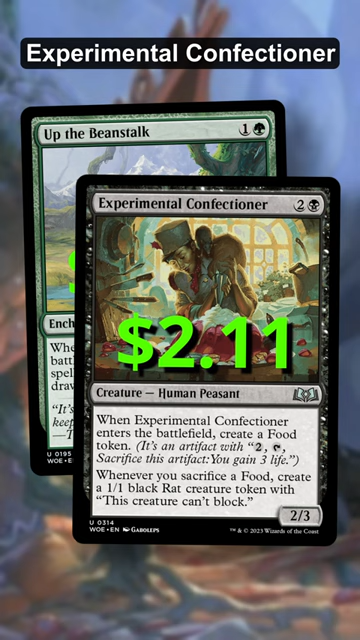 Experimental Confectioner
Up the Beanstalk 1
Ench
Whe
batt
spell
draw
"It's
keep
—T
U 0195
WOE • E
Experimental Confectioner 2
$2.11
Creature — Human Peasant
When Experimental Confectioner
enters the battlefield, create a Food
token. (It's an artifact with "2, T,
Sacrifice this artifact:You gain 3 life.")
Whenever you sacrifice a Food, create
a 1/1 black Rat creature token with
"This creature can't block."
2/3
U 0314
WOE • EN GABOLEPS
™ & © 2023 Wizards of the Coast